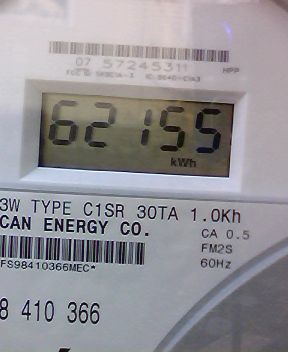 07 57245311
HPP
62155
kWh
3W TYPE C1SR 30TA 1.0Kh
CAN ENERGY CO.
CA 0.5
FM2S
60Hz
FS98410366MEC*
8 410 366